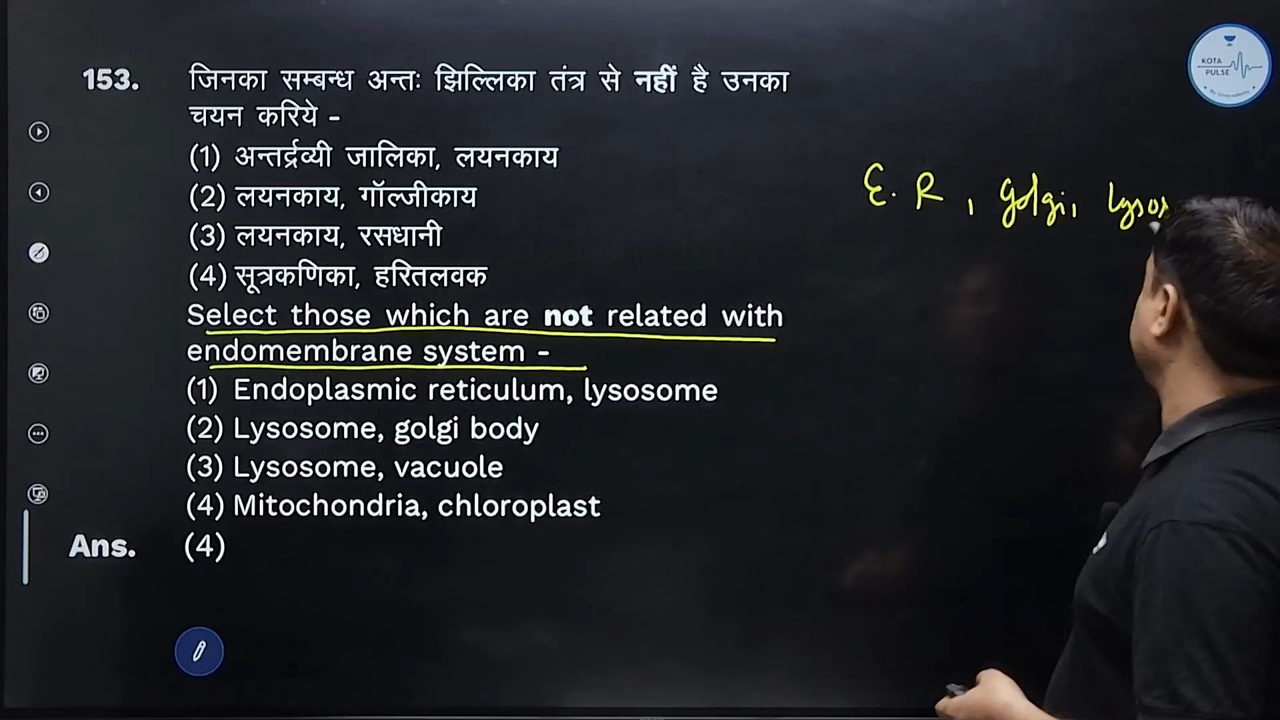 153. जिनका सम्बन्ध अन्तः झिल्लिका तंत्र से नहीं है उनका
चयन करिये -
(1) अन्तर्द्रव्यी जालिका, लयनकाय
(2) लयनकाय, गॉल्जीकाय
(3) लयनकाय, रसधानी
(4) सूत्रकणिका, हरितलवक
Select those which are not related with
endomembrane system -
(1) Endoplasmic reticulum, lysosome
(2) Lysosome, golgi body
(3) Lysosome, vacuole
(4) Mitochondria, chloroplast
Ans. (4)
E. R, Golgi, Lyso
KOTA
PULSE